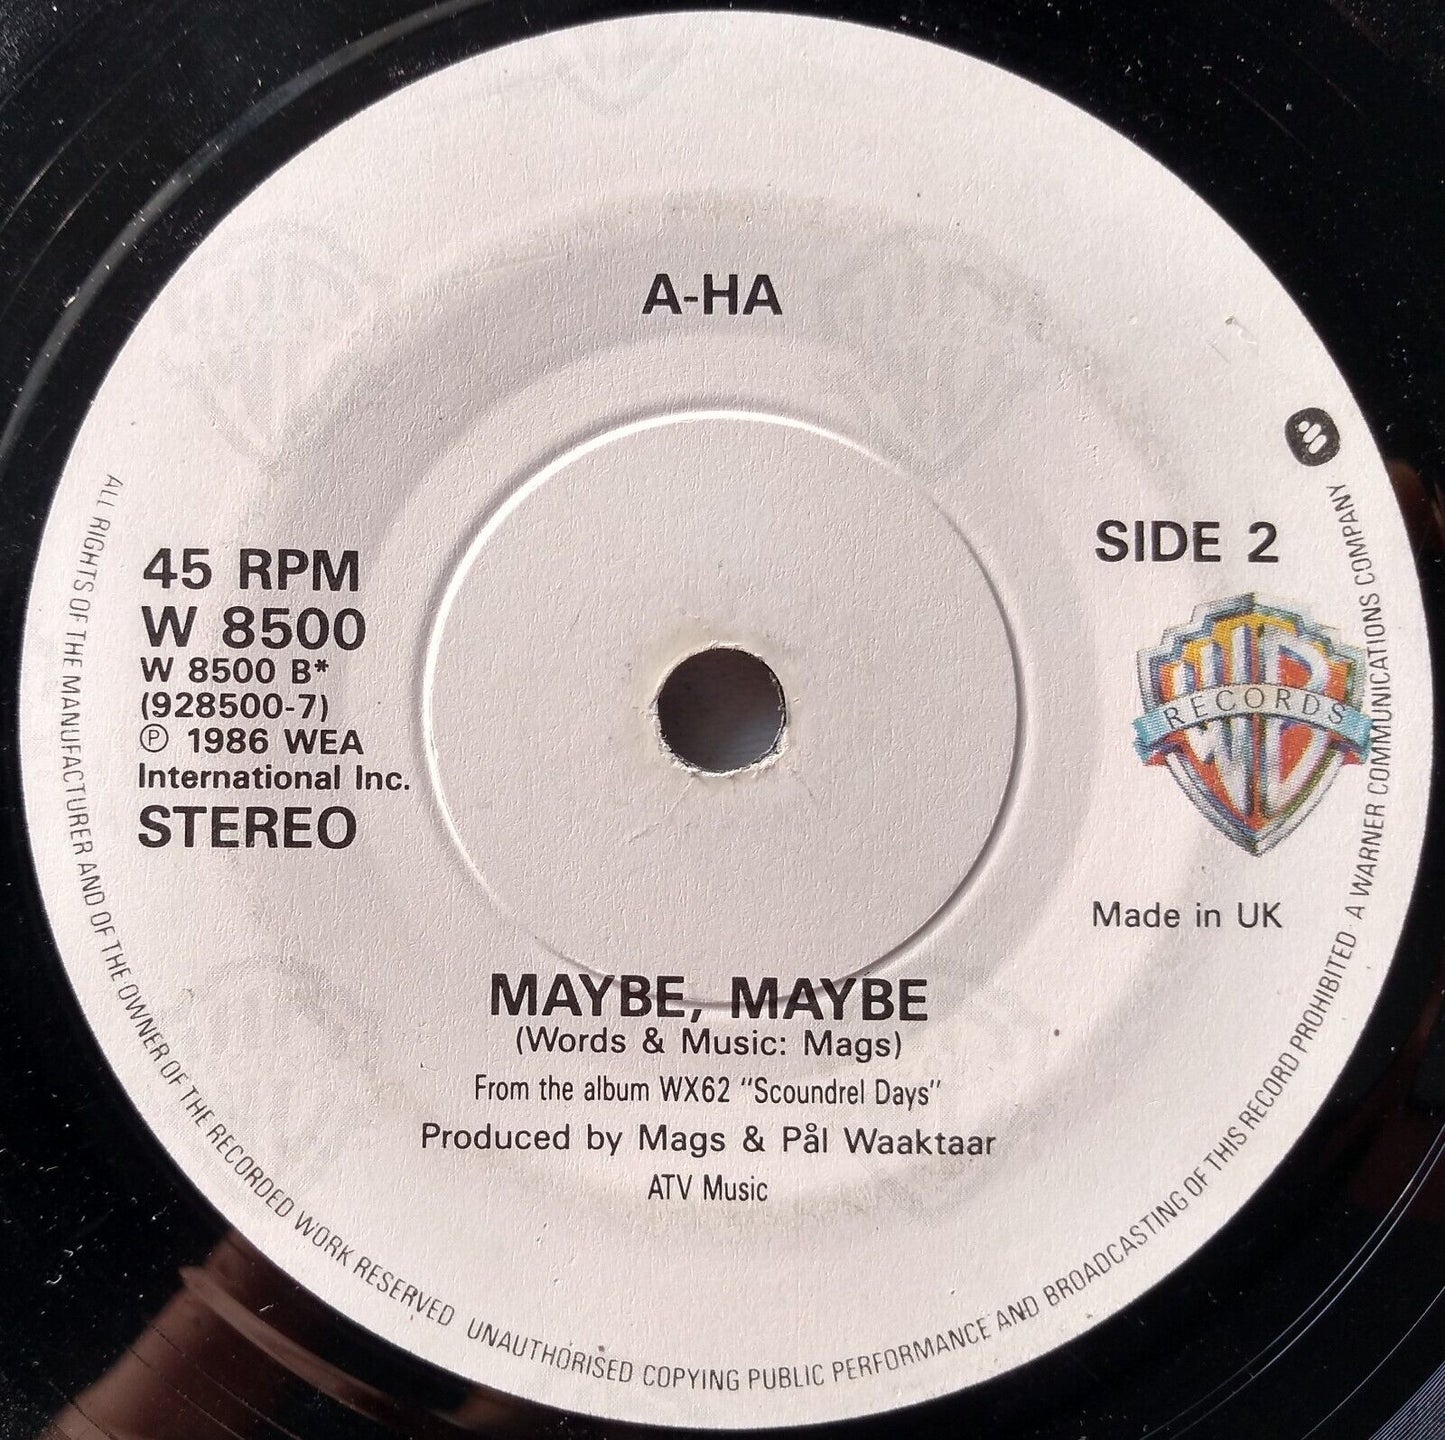 A-HA
45 RPM
W 8500
W 8500 B*
(928500-7)
℗ 1986 WEA
International Inc.
STEREO
SIDE 2
WB
RECORDS
Made in UK
MAYBE, MAYBE
(Words & Music: Mags)
From the album WX62 "Scoundrel Days"
Produced by Mags & Pål Waaktaar
ATV Music
ALL RIGHTS OF THE MANUFACTURER AND OF THE OWNER OF THE RECORDED WORK RESERVED UNAUTHORISED COPYING PUBLIC PERFORMANCE AND BROADCASTING OF THIS RECORD PROHIBITED A WARNER COMMUNICATIONS COMPANY